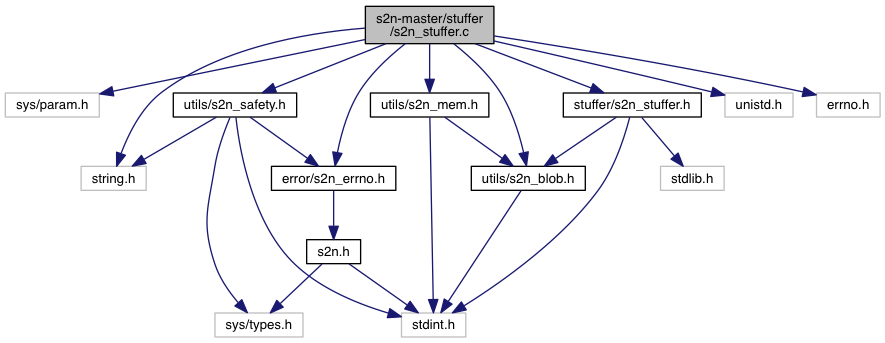 s2n-master/stuffer
/s2n_stuffer.c
sys/param.h
utils/s2n_safety.h
utils/s2n_mem.h
stuffer/s2n_stuffer.h
unistd.h
errno.h
string.h
error/s2n_errno.h
utils/s2n_blob.h
stdlib.h
s2n.h
sys/types.h
stdint.h